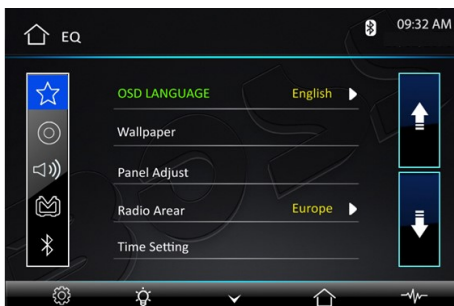 EQ
09:32 AM
OSD LANGUAGE English
Wallpaper
Panel Adjust
Radio Arear Europe
Time Setting